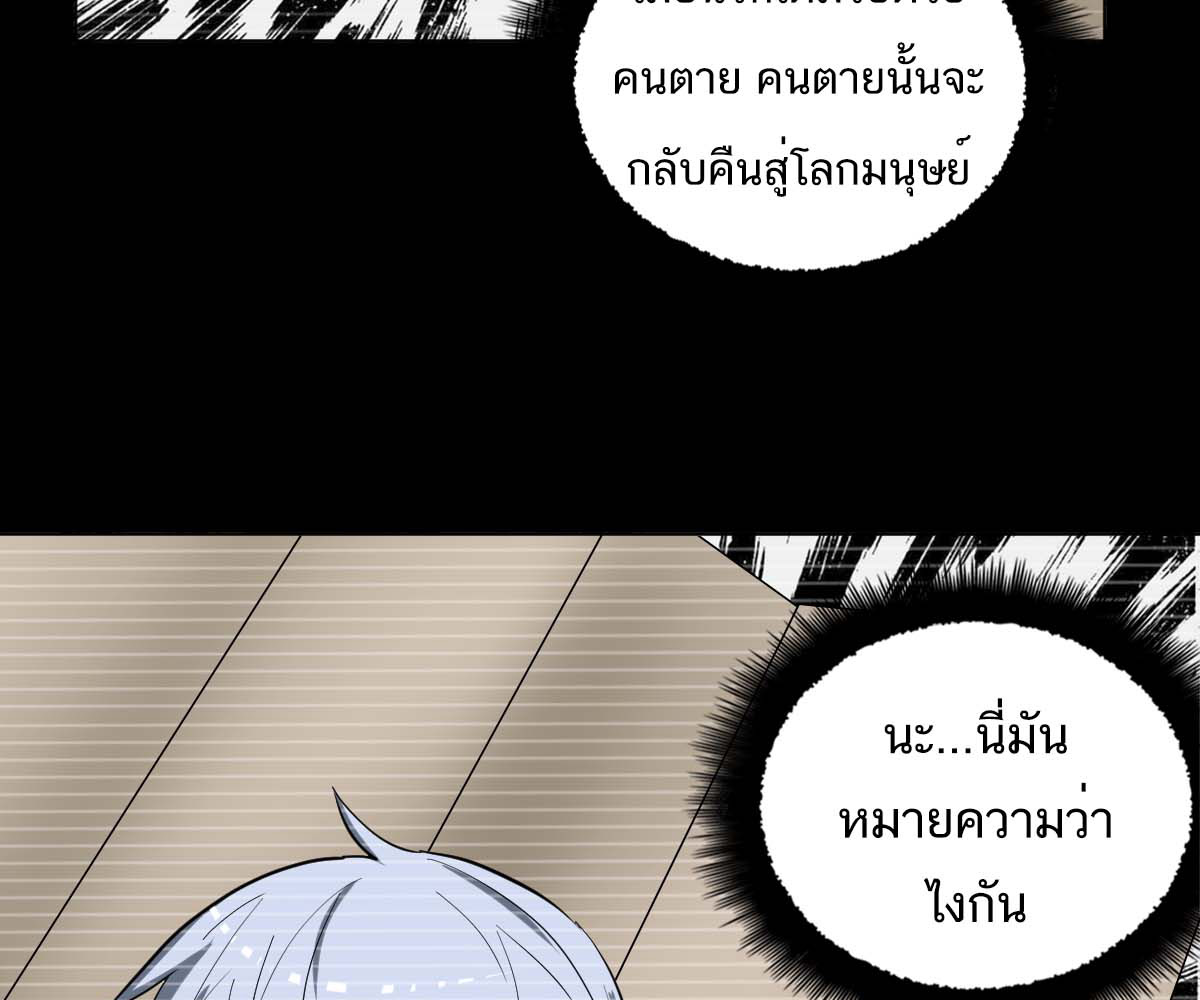 คนตาย คนตายนั้นจะ
กลับคืนสู่โลกมนุษย์
นะ...นี่มัน
หมายความว่า
ไงกัน